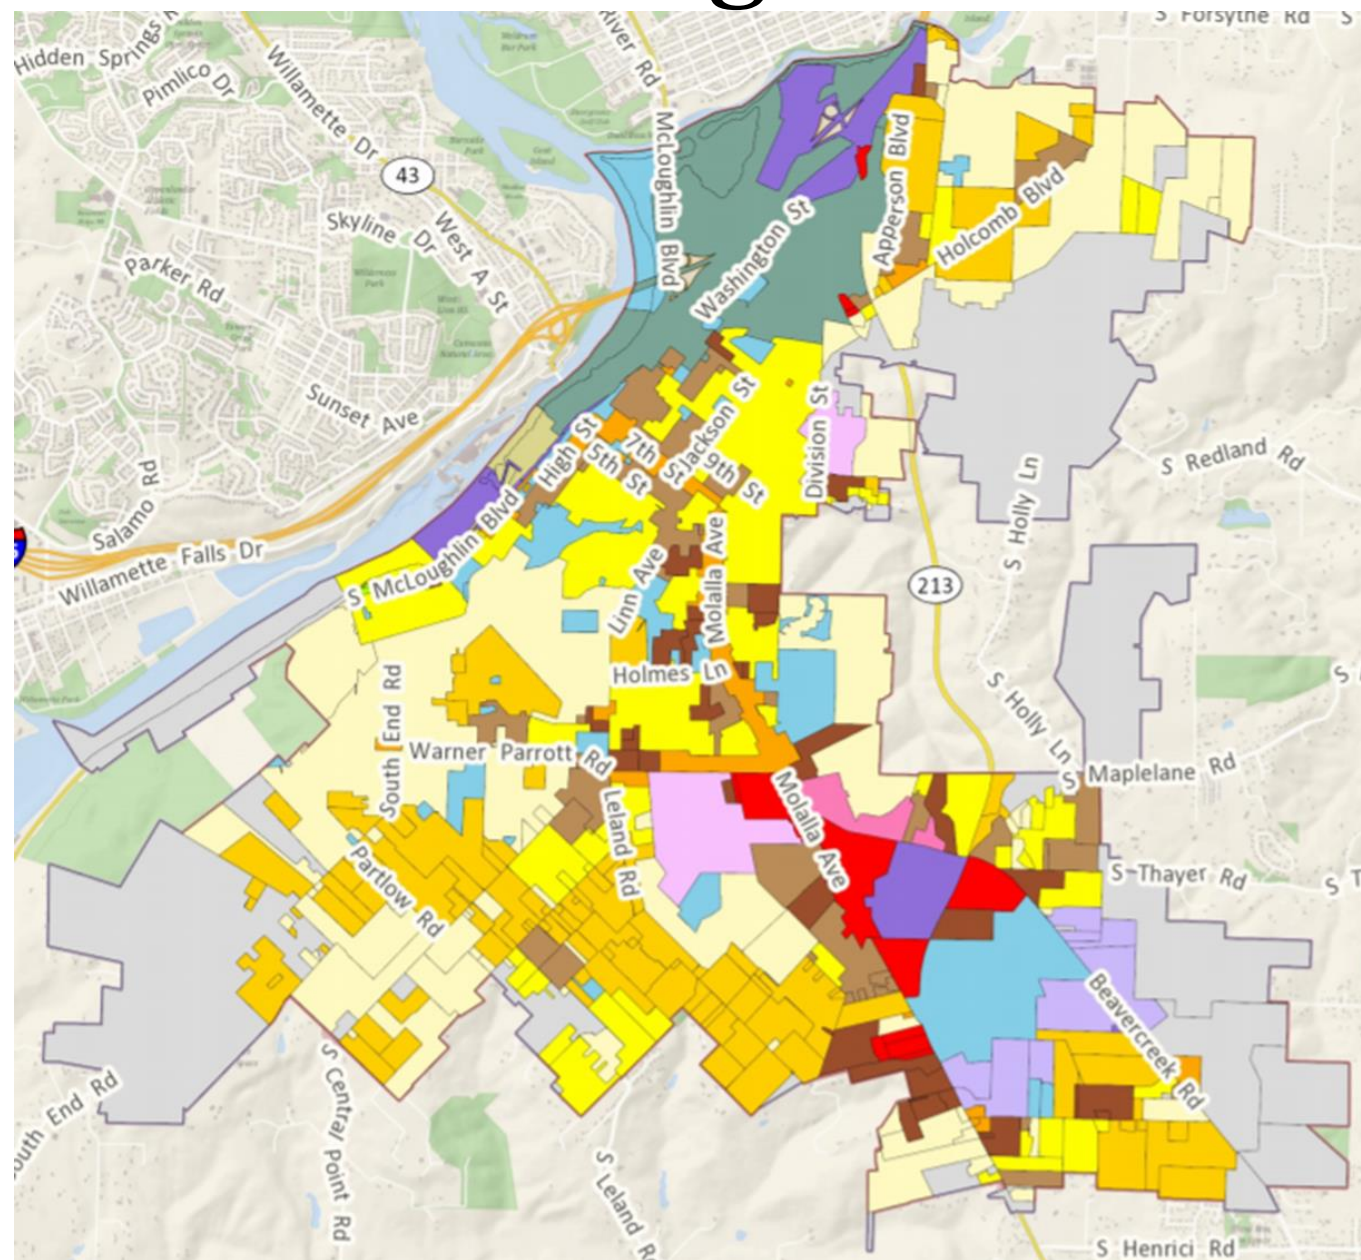 g
S Forsythe Rd
S
Hidden Springs R
River Rd
Pimlico Dr
Willamette Dr
43
McLoughlin Blvd
Apperson Blvd
Skyline Dr
West A St
Holcomb Blvd
Washington St
Parker Rd
Sunset Ave
Jackson St
Division St
High St
7th St
5th St
9th St
S Redland Rd
Salamo Rd
S Holly Ln
Willamette Falls Dr
S McLoughlin Blvd
Linn Ave
Molalla Ave
213
Holmes Ln
South End Rd
S Holly Ln
S
Warner Parrott Rd
S Maplelane Rd
Leland Rd
Molalla Ave
Partlow Rd
S Thayer Rd
S T
Beavercreek Rd
outh End Rd
S Central Point Rd
S Leland R
S Henrici Rd